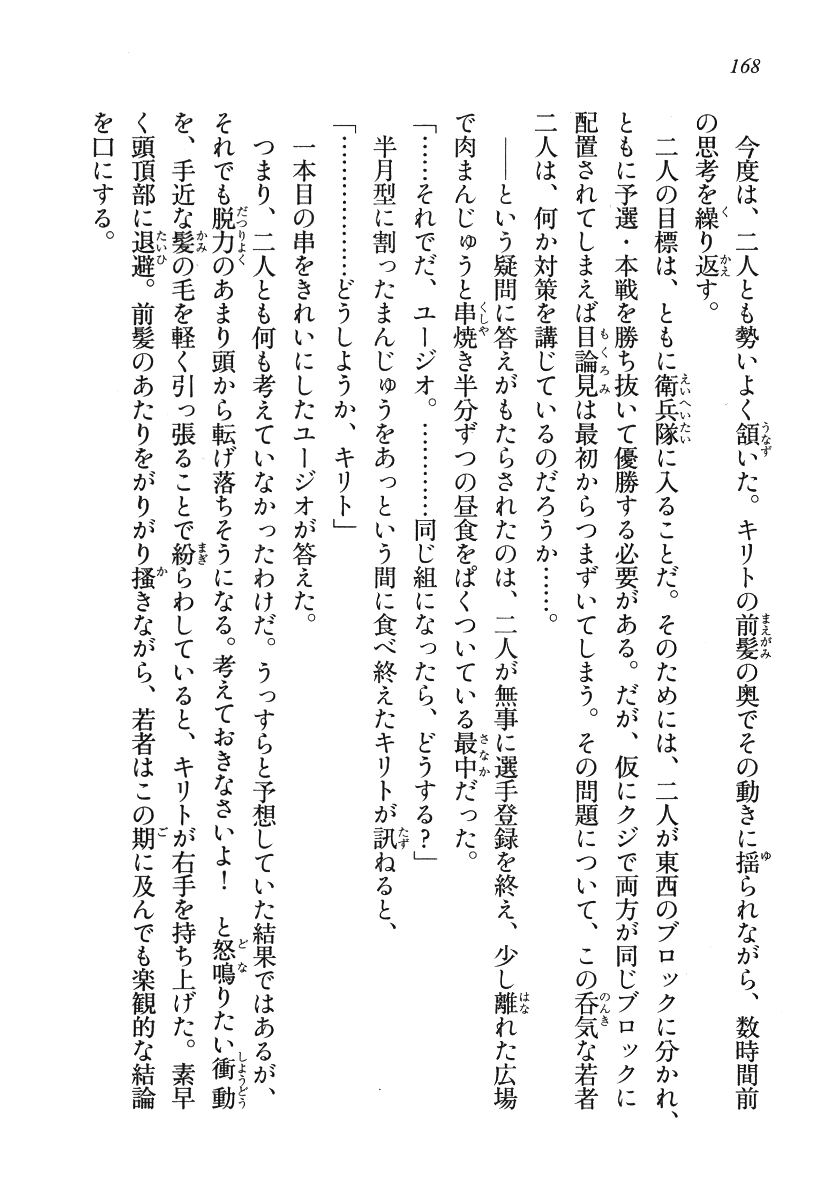 168
今度は、二人とも勢いよく頷いた。キリトの前髪の奥でその動きに揺られながら、数時間前
の思考を繰り返す。
二人の目標は、ともに衛兵隊に入ることだ。そのためには、二人が東西のブロックに分かれ、
ともに予選・本戦を勝ち抜いて優勝する必要がある。だが、仮にクジで両方が同じブロックに
配置されてしまえば目論見は最初からつまずいてしまう。その問題について、この呑気な若者
二人は、何か対策を講じているのだろうか……。
――という疑問に答えがもたらされたのは、二人が無事に選手登録を終え、少し離れた広場
で肉まんじゅうと串焼き半分ずつの昼食をぱくついている最中だった。
「……それでだ、ユージオ。…………同じ組になったら、どうする?」
半月型に割ったまんじゅうをあっという間に食べ終えたキリトが訊ねると、
「………………どうしようか、キリト」
一本目の串をきれいにしたユージオが答えた。
つまり、二人とも何も考えていなかったわけだ。うっすらと予想していた結果ではあるが、
それでも脱力のあまり頭から転げ落ちそうになる。考えておきなさいよ! と怒鳴りたい衝動
を、手近な髪の毛を軽く引っ張ることで紛らわしていると、キリトが右手を持ち上げた。素早
く頭頂部に退避。前髪のあたりをがりがり掻きながら、若者はこの期に及んでも楽観的な結論
を口にする。